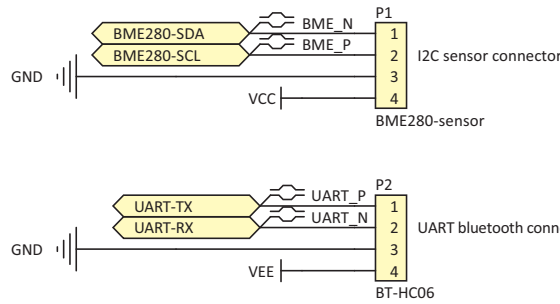 P1
BME280-SDA BME_N 1
BME280-SCL BME_P 2 I2C sensor connector
GND 3
VCC 4
BME280-sensor
P2
UART-TX UART_P 1
UART-RX UART_N 2 UART bluetooth conn
GND 3
VEE 4
BT-HC06